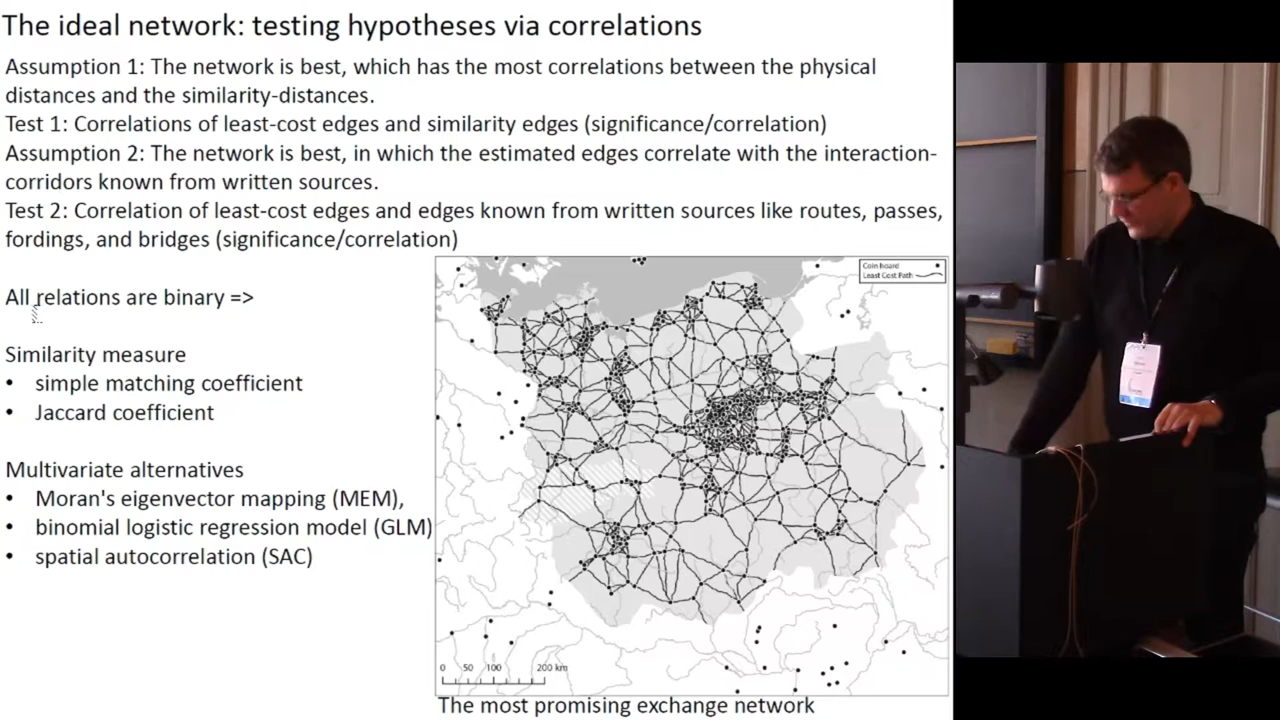 The ideal network: testing hypotheses via correlations
Assumption 1: The network is best, which has the most correlations between the physical
distances and the similarity-distances.
Test 1: Correlations of least-cost edges and similarity edges (significance/correlation)
Assumption 2: The network is best, in which the estimated edges correlate with the interaction-
corridors known from written sources.
Test 2: Correlation of least-cost edges and edges known from written sources like routes, passes,
fordings, and bridges (significance/correlation)
All relations are binary =>
Similarity measure
• simple matching coefficient
• Jaccard coefficient
Multivariate alternatives
• Moran's eigenvector mapping (MEM),
• binomial logistic regression model (GLM)
• spatial autocorrelation (SAC)
Coin hoard
Least Cost Path
0 50 100 200 km
The most promising exchange network